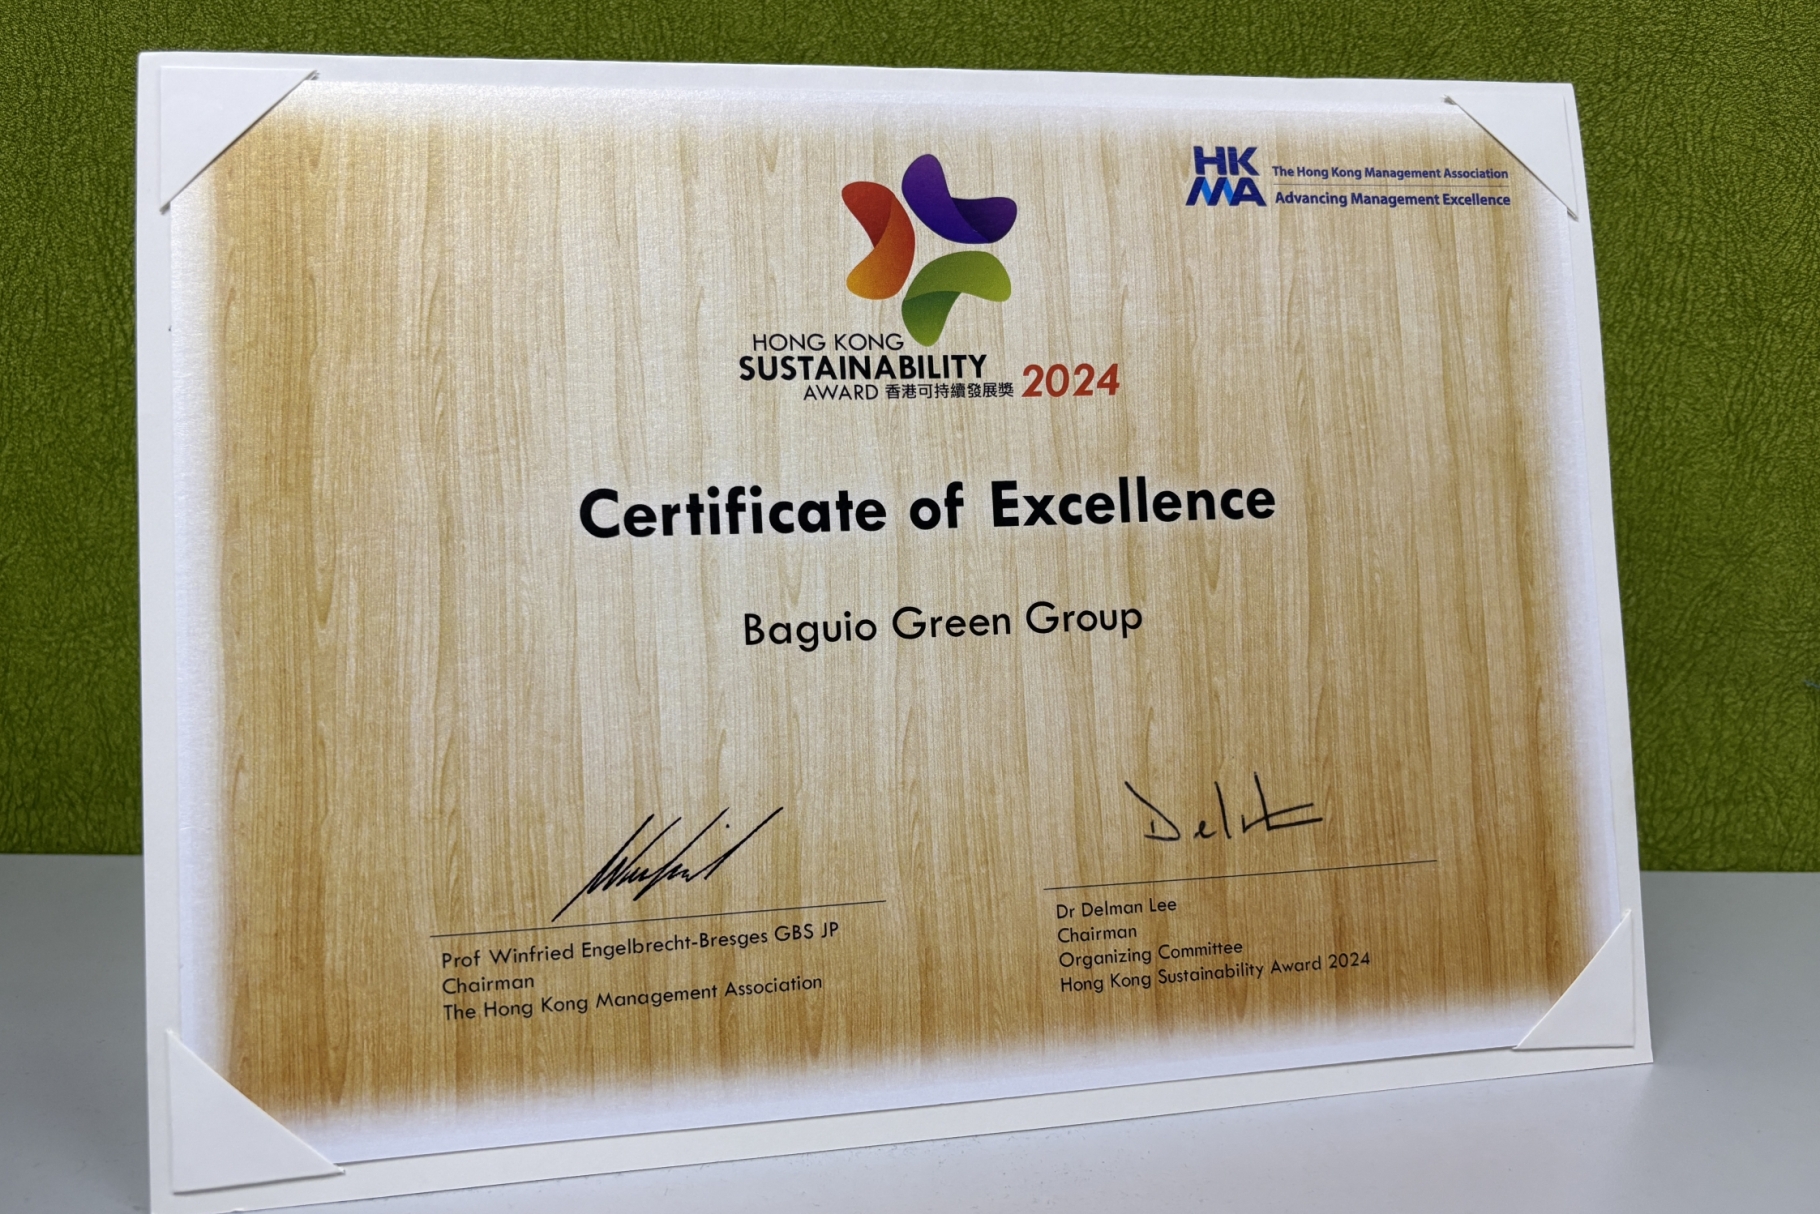 HKMA
The Hong Kong Management Association
Advancing Management Excellence
HONG KONG
SUSTAINABILITY
AWARD 香港可持續發展獎 2024
Certificate of Excellence
Baguio Green Group
Prof Winfried Engelbrecht-Bresges GBS JP
Chairman
The Hong Kong Management Association
Dr Delman Lee
Chairman
Organizing Committee
Hong Kong Sustainability Award 2024